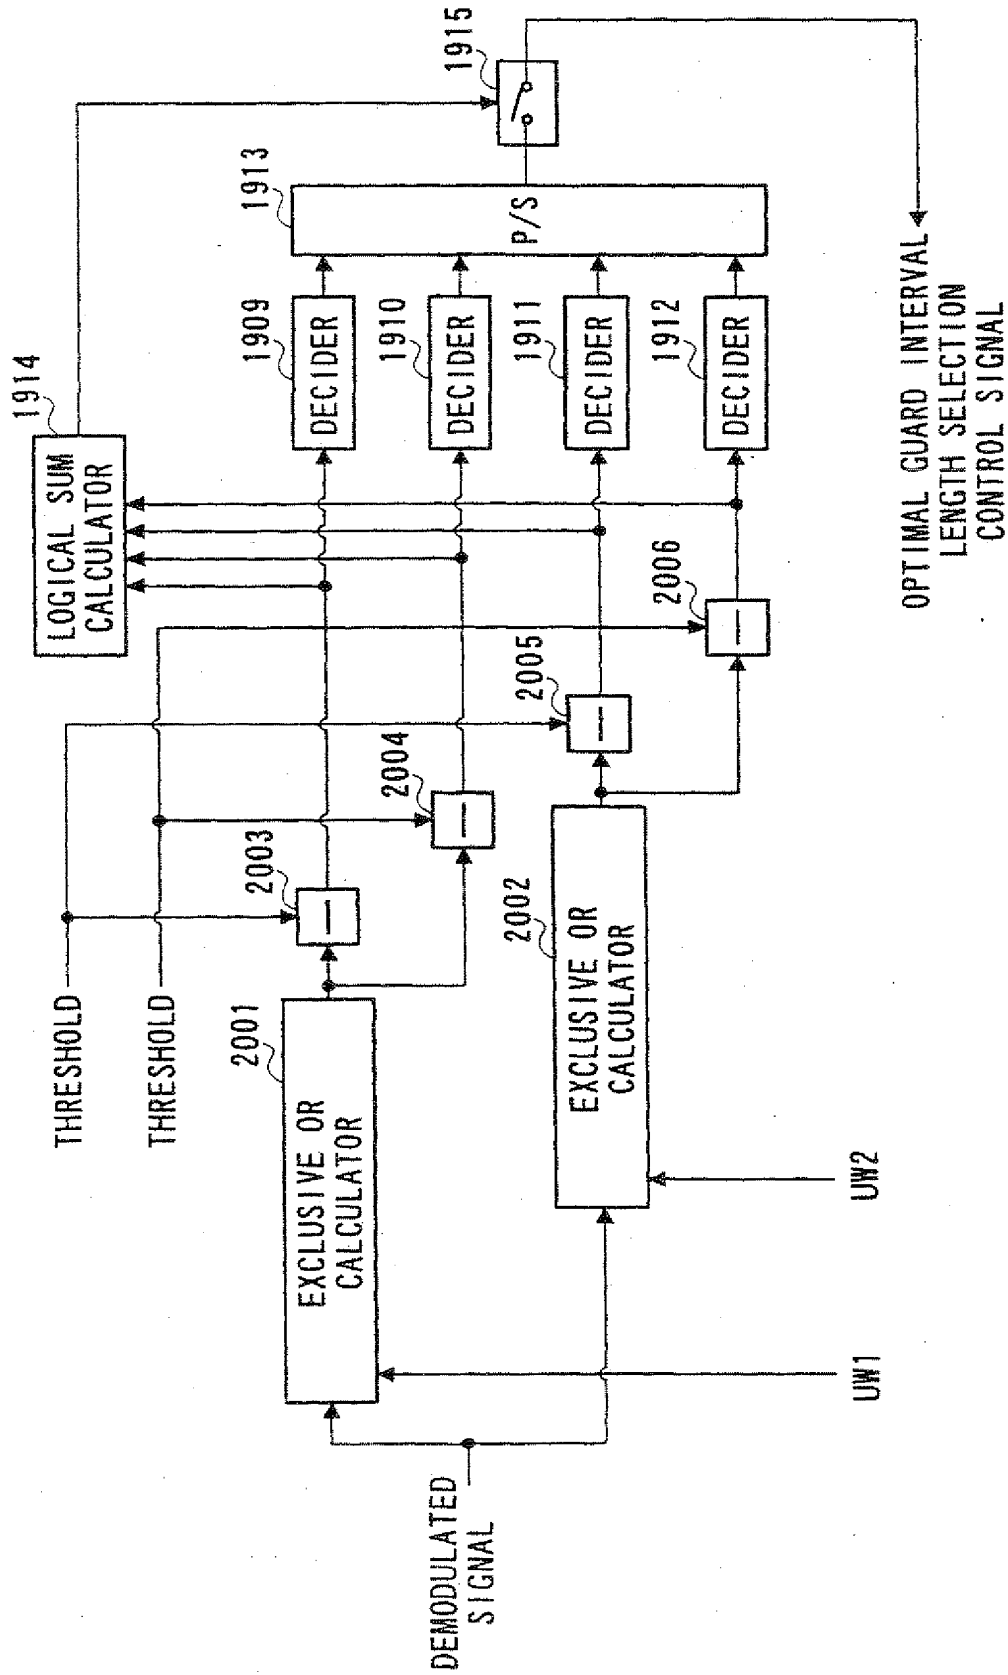 1914
LOGICAL SUM
CALCULATOR
1915
1913
P/S
1909
DECIDER
1910
DECIDER
1911
DECIDER
1912
DECIDER
THRESHOLD
THRESHOLD
2003
—
2004
—
2005
—
2006
—
2001
EXCLUSIVE OR
CALCULATOR
2002
EXCLUSIVE OR
CALCULATOR
DEMODULATED
SIGNAL
UW1
UW2
OPTIMAL GUARD INTERVAL
LENGTH SELECTION
CONTROL SIGNAL